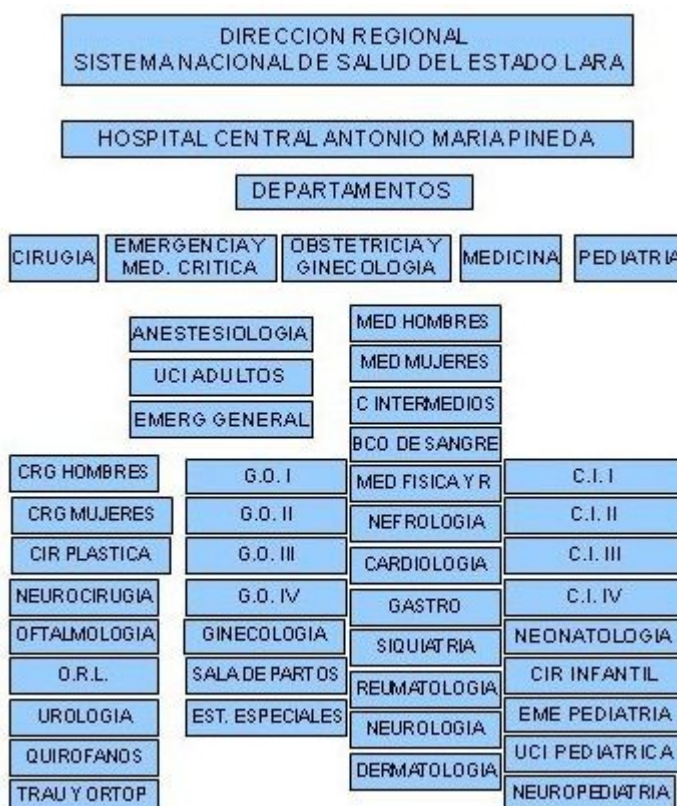 DIRECCION REGIONAL
SISTEMA NACIONAL DE SALUD DEL ESTADO LARA
HOSPITAL CENTRAL ANTONIO MARIA PINEDA
DEPARTAMENTOS
CIRUGIA
EMERGENCIA Y
MED. CRITICA
OBSTETRICIA Y
GINECOLOGIA
MEDICINA
PEDIATRIA
ANESTESIOLOGIA
UCI ADULTOS
EMERG GENERAL
CRG HOMBRES
CRG MUJERES
CIR PLASTICA
NEUROCIRUGIA
OFTALMOLOGIA
O.R.L.
UROLOGIA
QUIROFANOS
TRAU Y ORTOP
G.O. I
G.O. II
G.O. III
G.O. IV
GINECOLOGIA
SALA DE PARTOS
EST. ESPECIALES
MED HOMBRES
MED MUJERES
C INTERMEDIOS
BCO DE SANGRE
MED FISICA Y R
NEFROLOGIA
CARDIOLOGIA
GASTRO
SIQUIATRIA
REUMATOLOGIA
NEUROLOGIA
DERMATOLOGIA
C.I. I
C.I. II
C.I. III
C.I. IV
NEONATOLOGIA
CIR INFANTIL
EME PEDIATRIA
UCI PEDIATRICA
NEUROPEDIATRIA